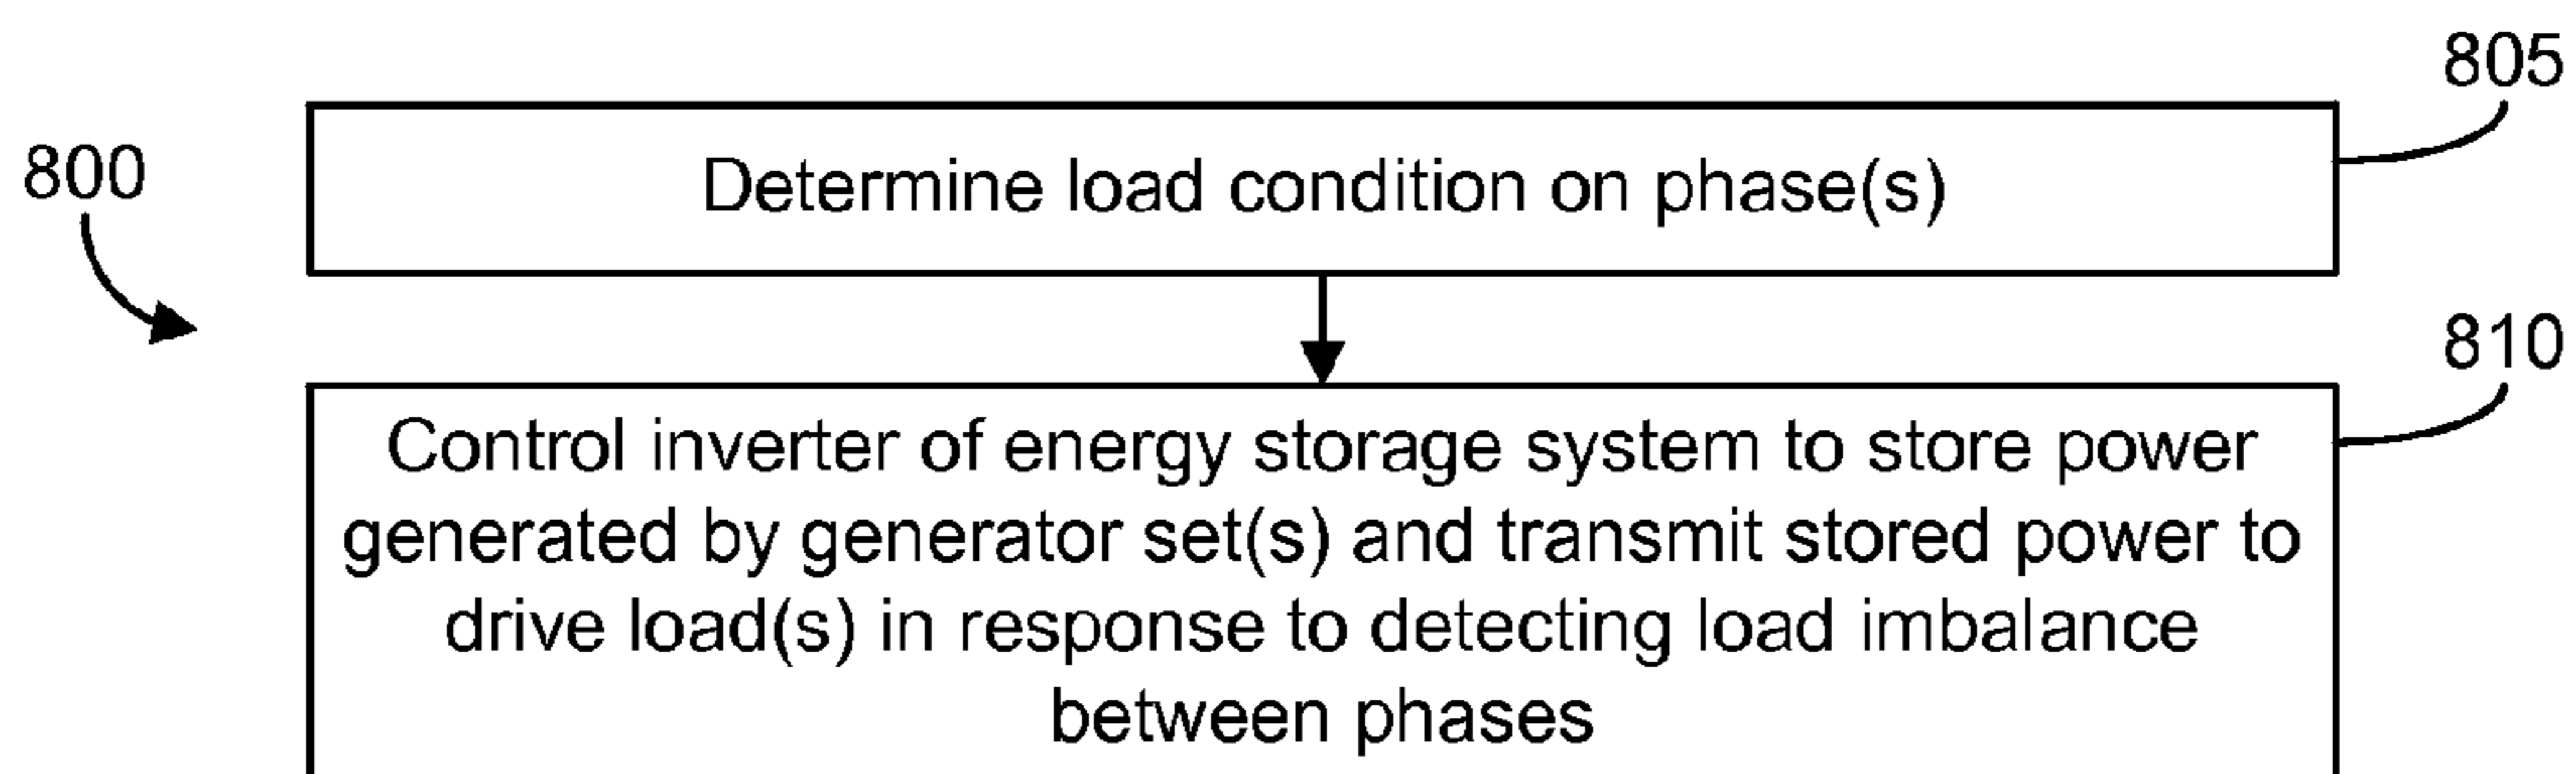 805
800
Determine load condition on phase(s)
810
Control inverter of energy storage system to store power
generated by generator set(s) and transmit stored power to
drive load(s) in response to detecting load imbalance
between phases